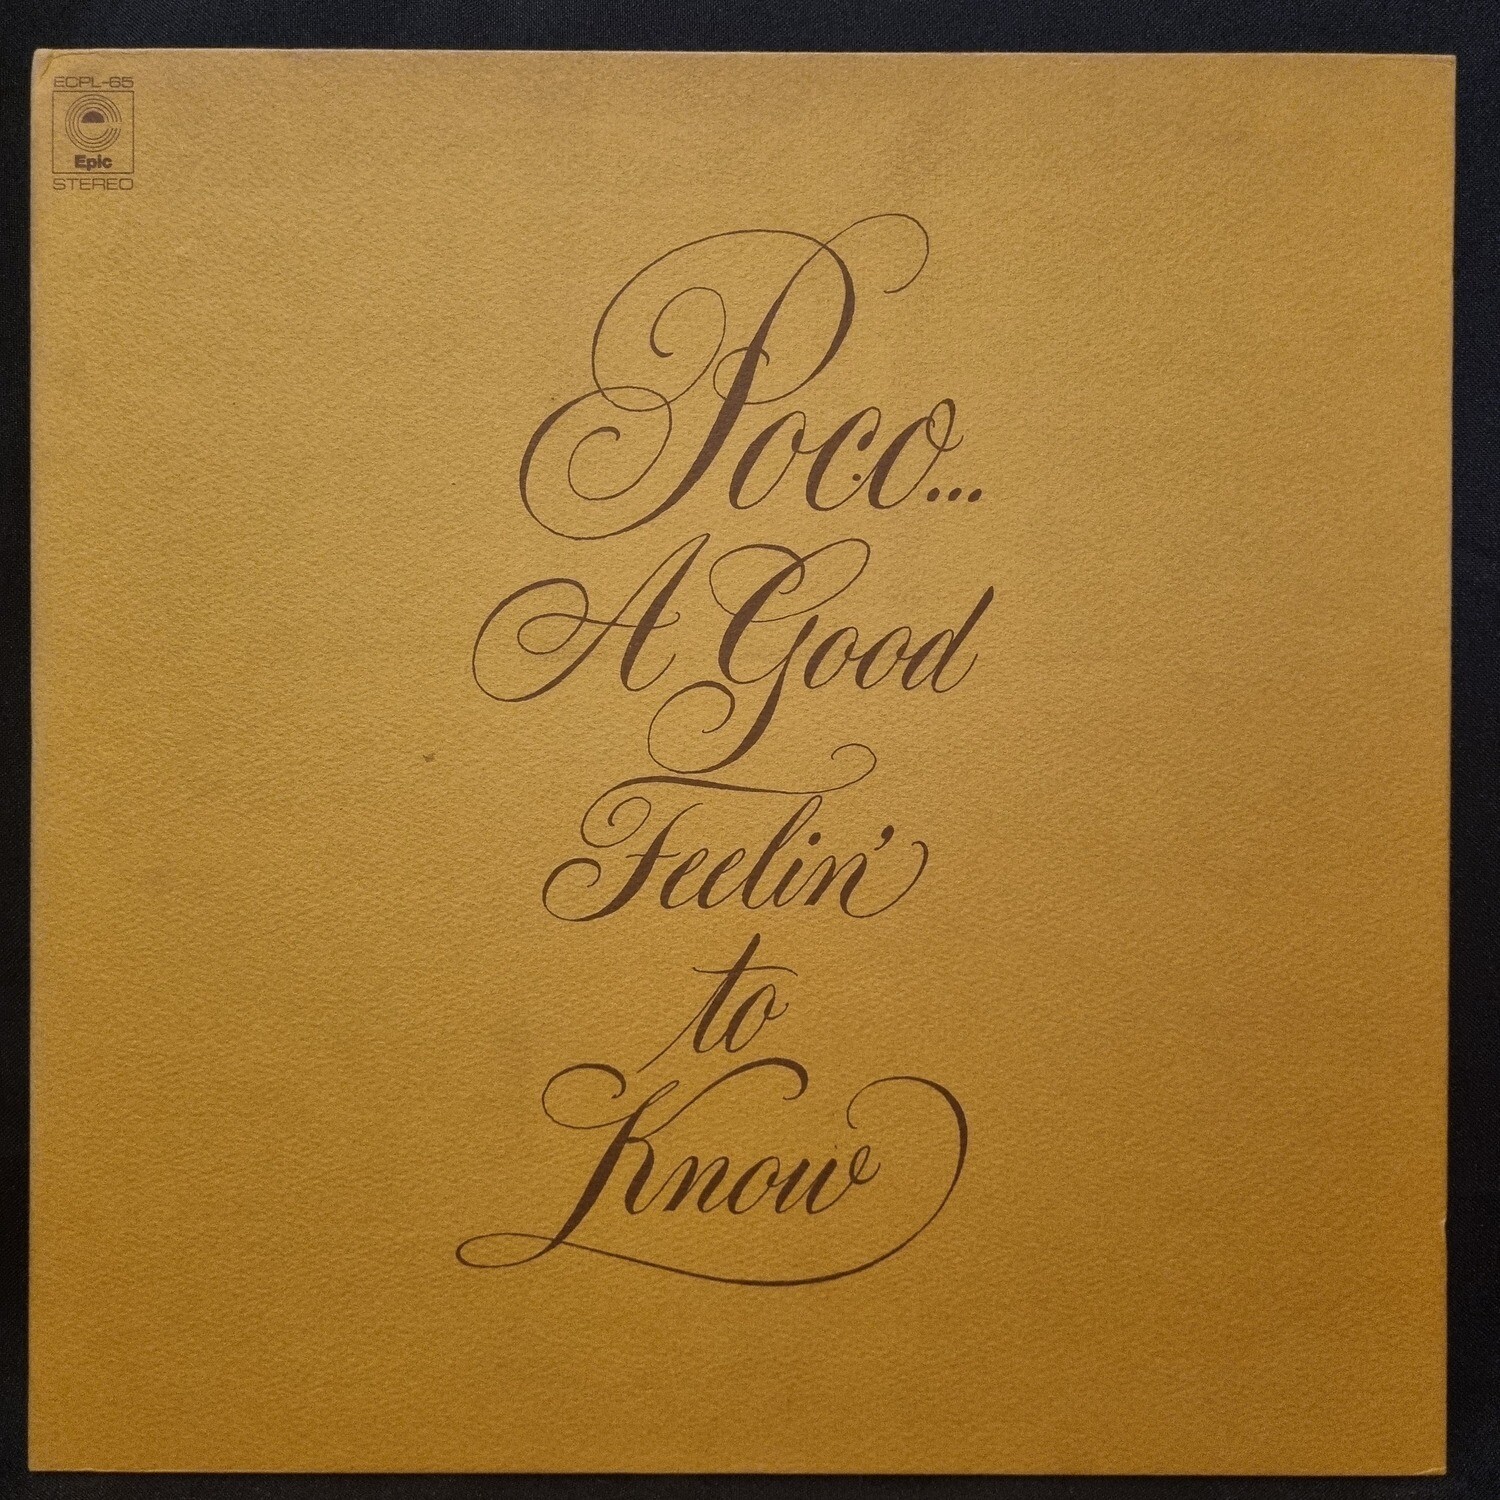 ECPL-65
e
Epic
STEREO
Poco...
A Good
Feelin'
to
Know